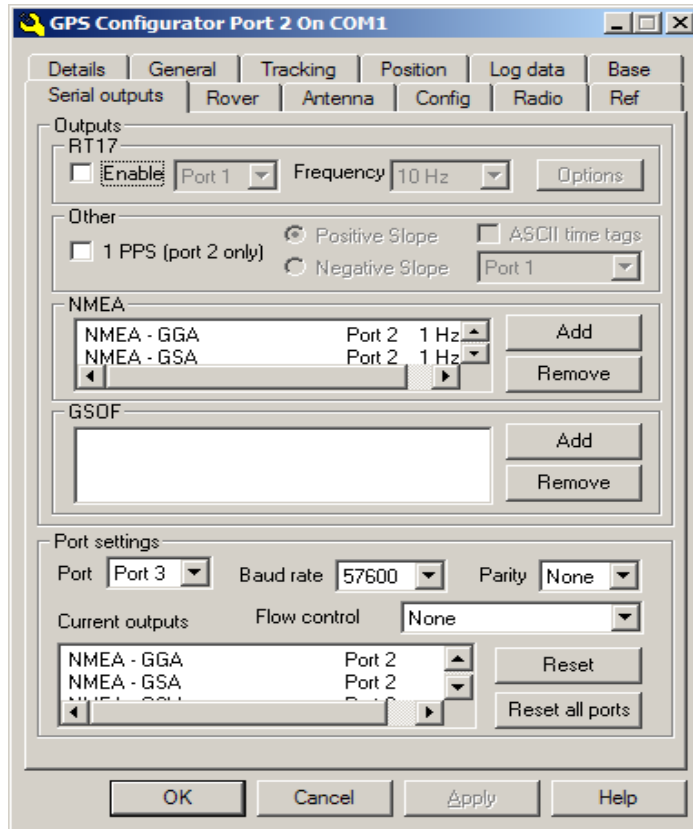 GPS Configurator Port 2 On COM1
Details General Tracking Position Log data Base
Serial outputs Rover Antenna Config Radio Ref
Outputs
RT17
Enable Port 1 Frequency 10 Hz Options
Other
1 PPS (port 2 only) Positive Slope ASCII time tags
Negative Slope Port 1
NMEA
NMEA - GGA Port 2 1 Hz Add
NMEA - GSA Port 2 1 Hz
Remove
GSOF
Add
Remove
Port settings
Port Port 3 Baud rate 57600 Parity None
Current outputs Flow control None
NMEA - GGA Port 2 Reset
NMEA - GSA Port 2
Reset all ports
OK Cancel Apply Help